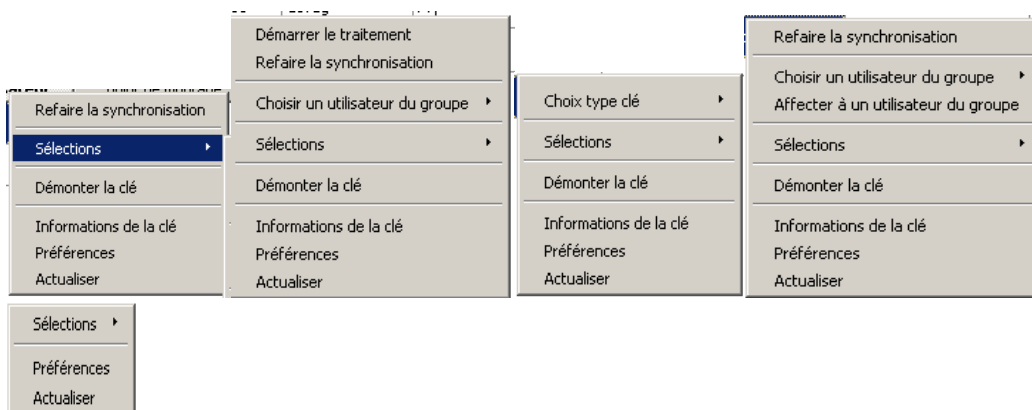 Refaire la synchronisation
Sélections
Démonter la clé
Informations de la clé
Préférences
Actualiser
Démarrer le traitement
Refaire la synchronisation
Choisir un utilisateur du groupe
Sélections
Démonter la clé
Informations de la clé
Préférences
Actualiser
Choix type clé
Sélections
Démonter la clé
Informations de la clé
Préférences
Actualiser
Refaire la synchronisation
Choisir un utilisateur du groupe
Affecter à un utilisateur du groupe
Sélections
Démonter la clé
Informations de la clé
Préférences
Actualiser
Sélections
Préférences
Actualiser